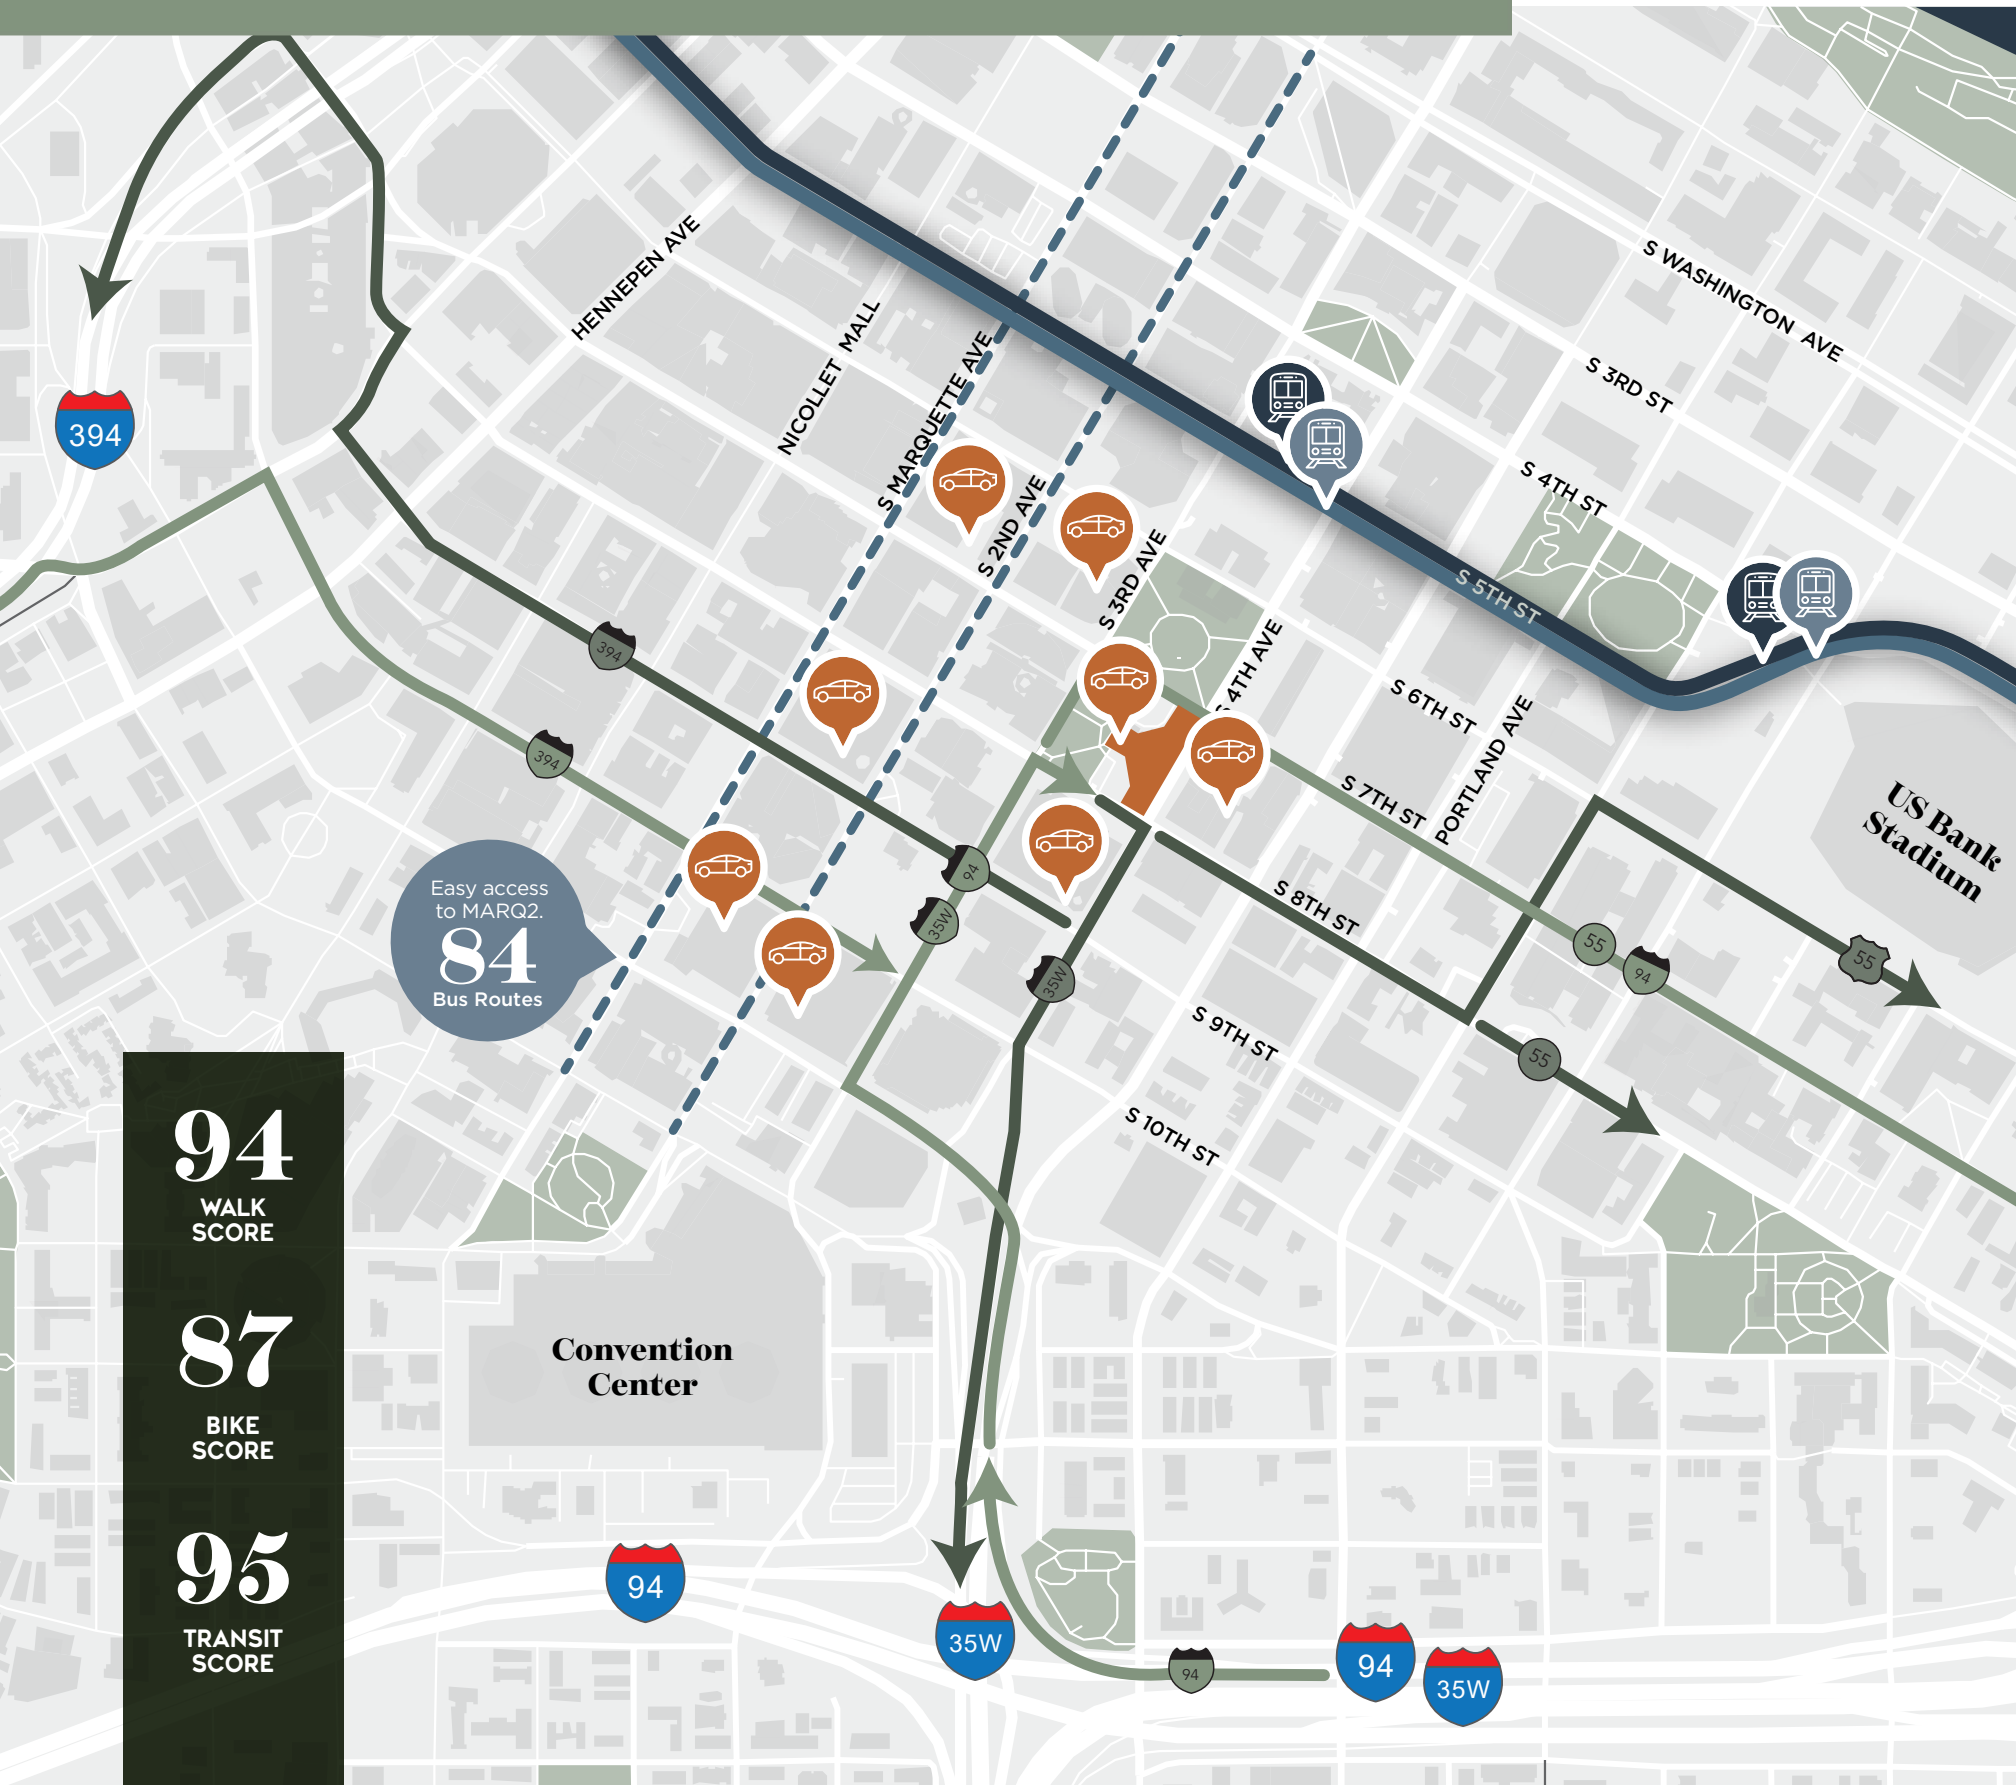 HENNEPEN AVE
NICOLLET MALL
S MARQUETTE AVE
S 2ND AVE
S 3RD AVE
S 4TH AVE
PORTLAND AVE
S WASHINGTON AVE
S 3RD ST
S 4TH ST
S 5TH ST
S 6TH ST
S 7TH ST
S 8TH ST
S 9TH ST
S 10TH ST
US Bank
Stadium
394
394
394
94
35W
35W
55
94
55
55
Easy access
to MARQ2.
84
Bus Routes
94
WALK
SCORE
87
BIKE
SCORE
95
TRANSIT
SCORE
Convention
Center
94
35W
94
94
35W